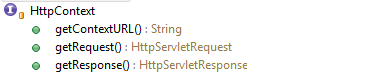 HttpContext
getContextURL() : String
getRequest() : HttpServletRequest
getResponse() : HttpServletResponse